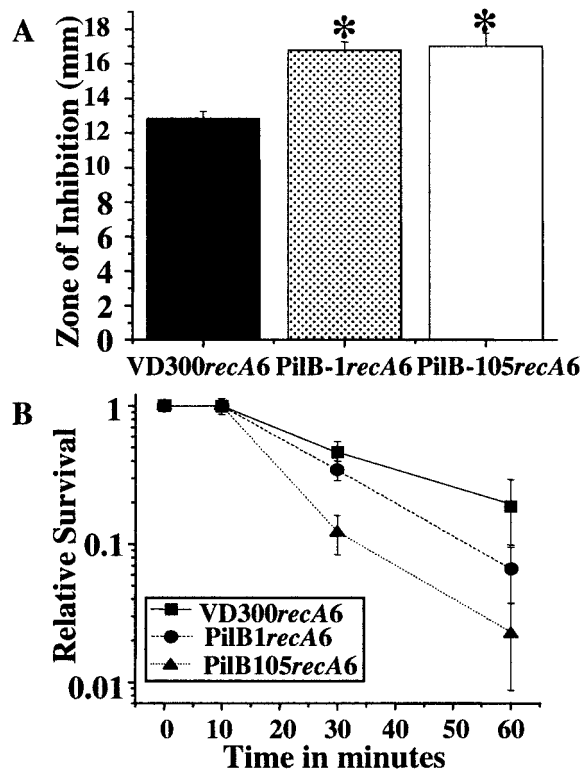 A
Zone of Inhibition (mm)
18
16
14
12
10
8
6
4
2
0
* *
VD300recA6 PilB-1recA6 PilB-105recA6
B
Relative Survival
1
0.1
0.01
VD300recA6
PilB1recA6
PilB105recA6
0 10 20 30 40 50 60
Time in minutes